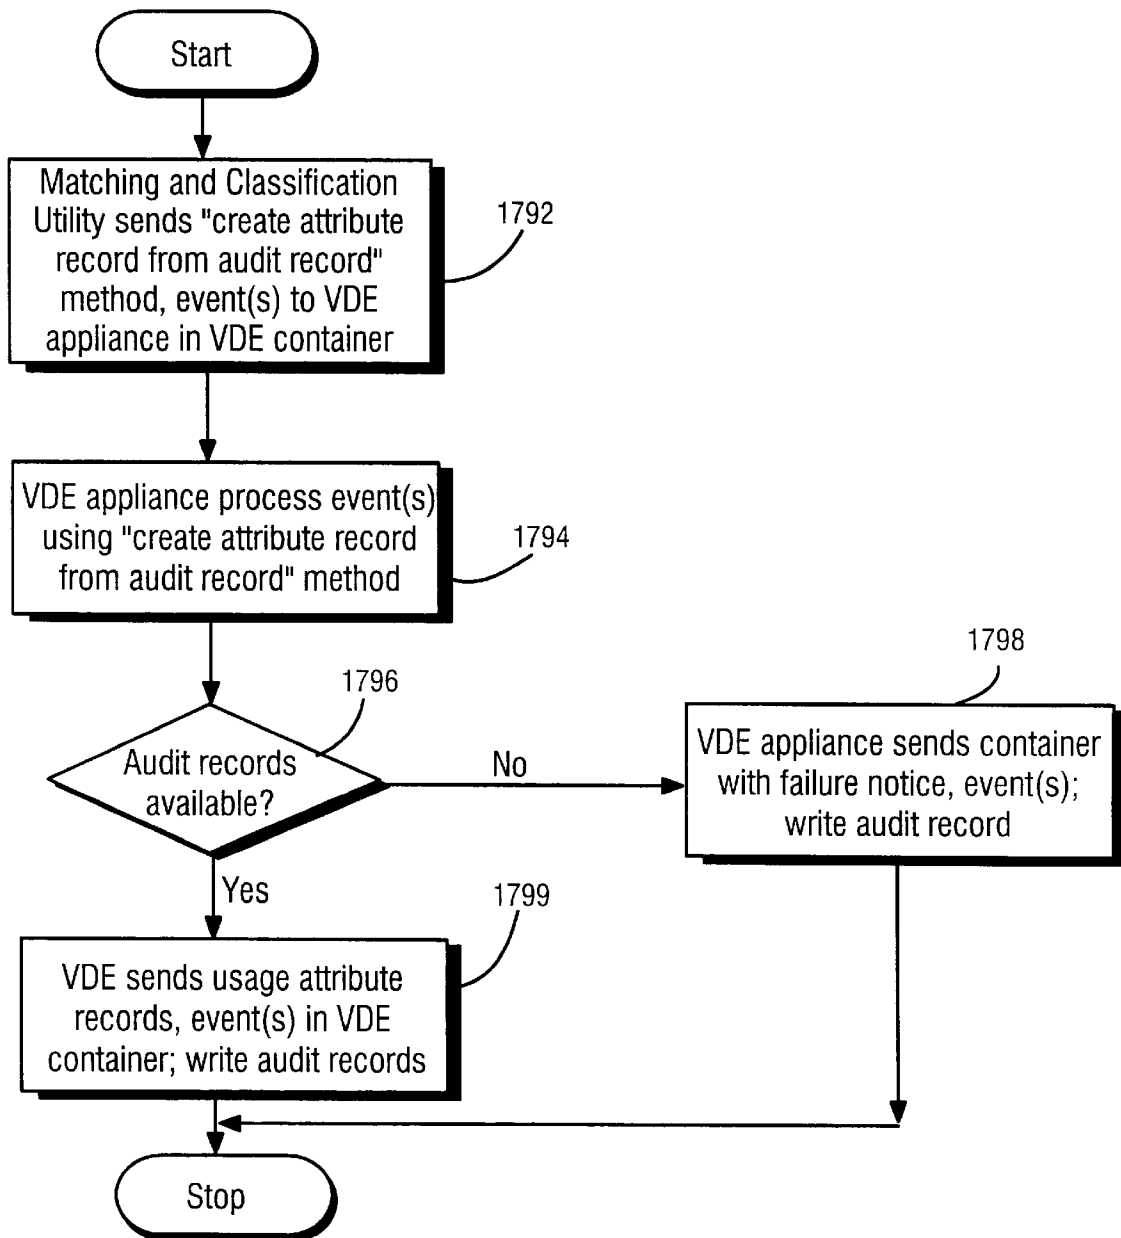 Start
Matching and Classification
Utility sends "create attribute
record from audit record"
method, event(s) to VDE
appliance in VDE container
1792
VDE appliance process event(s)
using "create attribute record
from audit record" method
1794
1796
Audit records
available?
No
Yes
1798
VDE appliance sends container
with failure notice, event(s);
write audit record
1799
VDE sends usage attribute
records, event(s) in VDE
container; write audit records
Stop